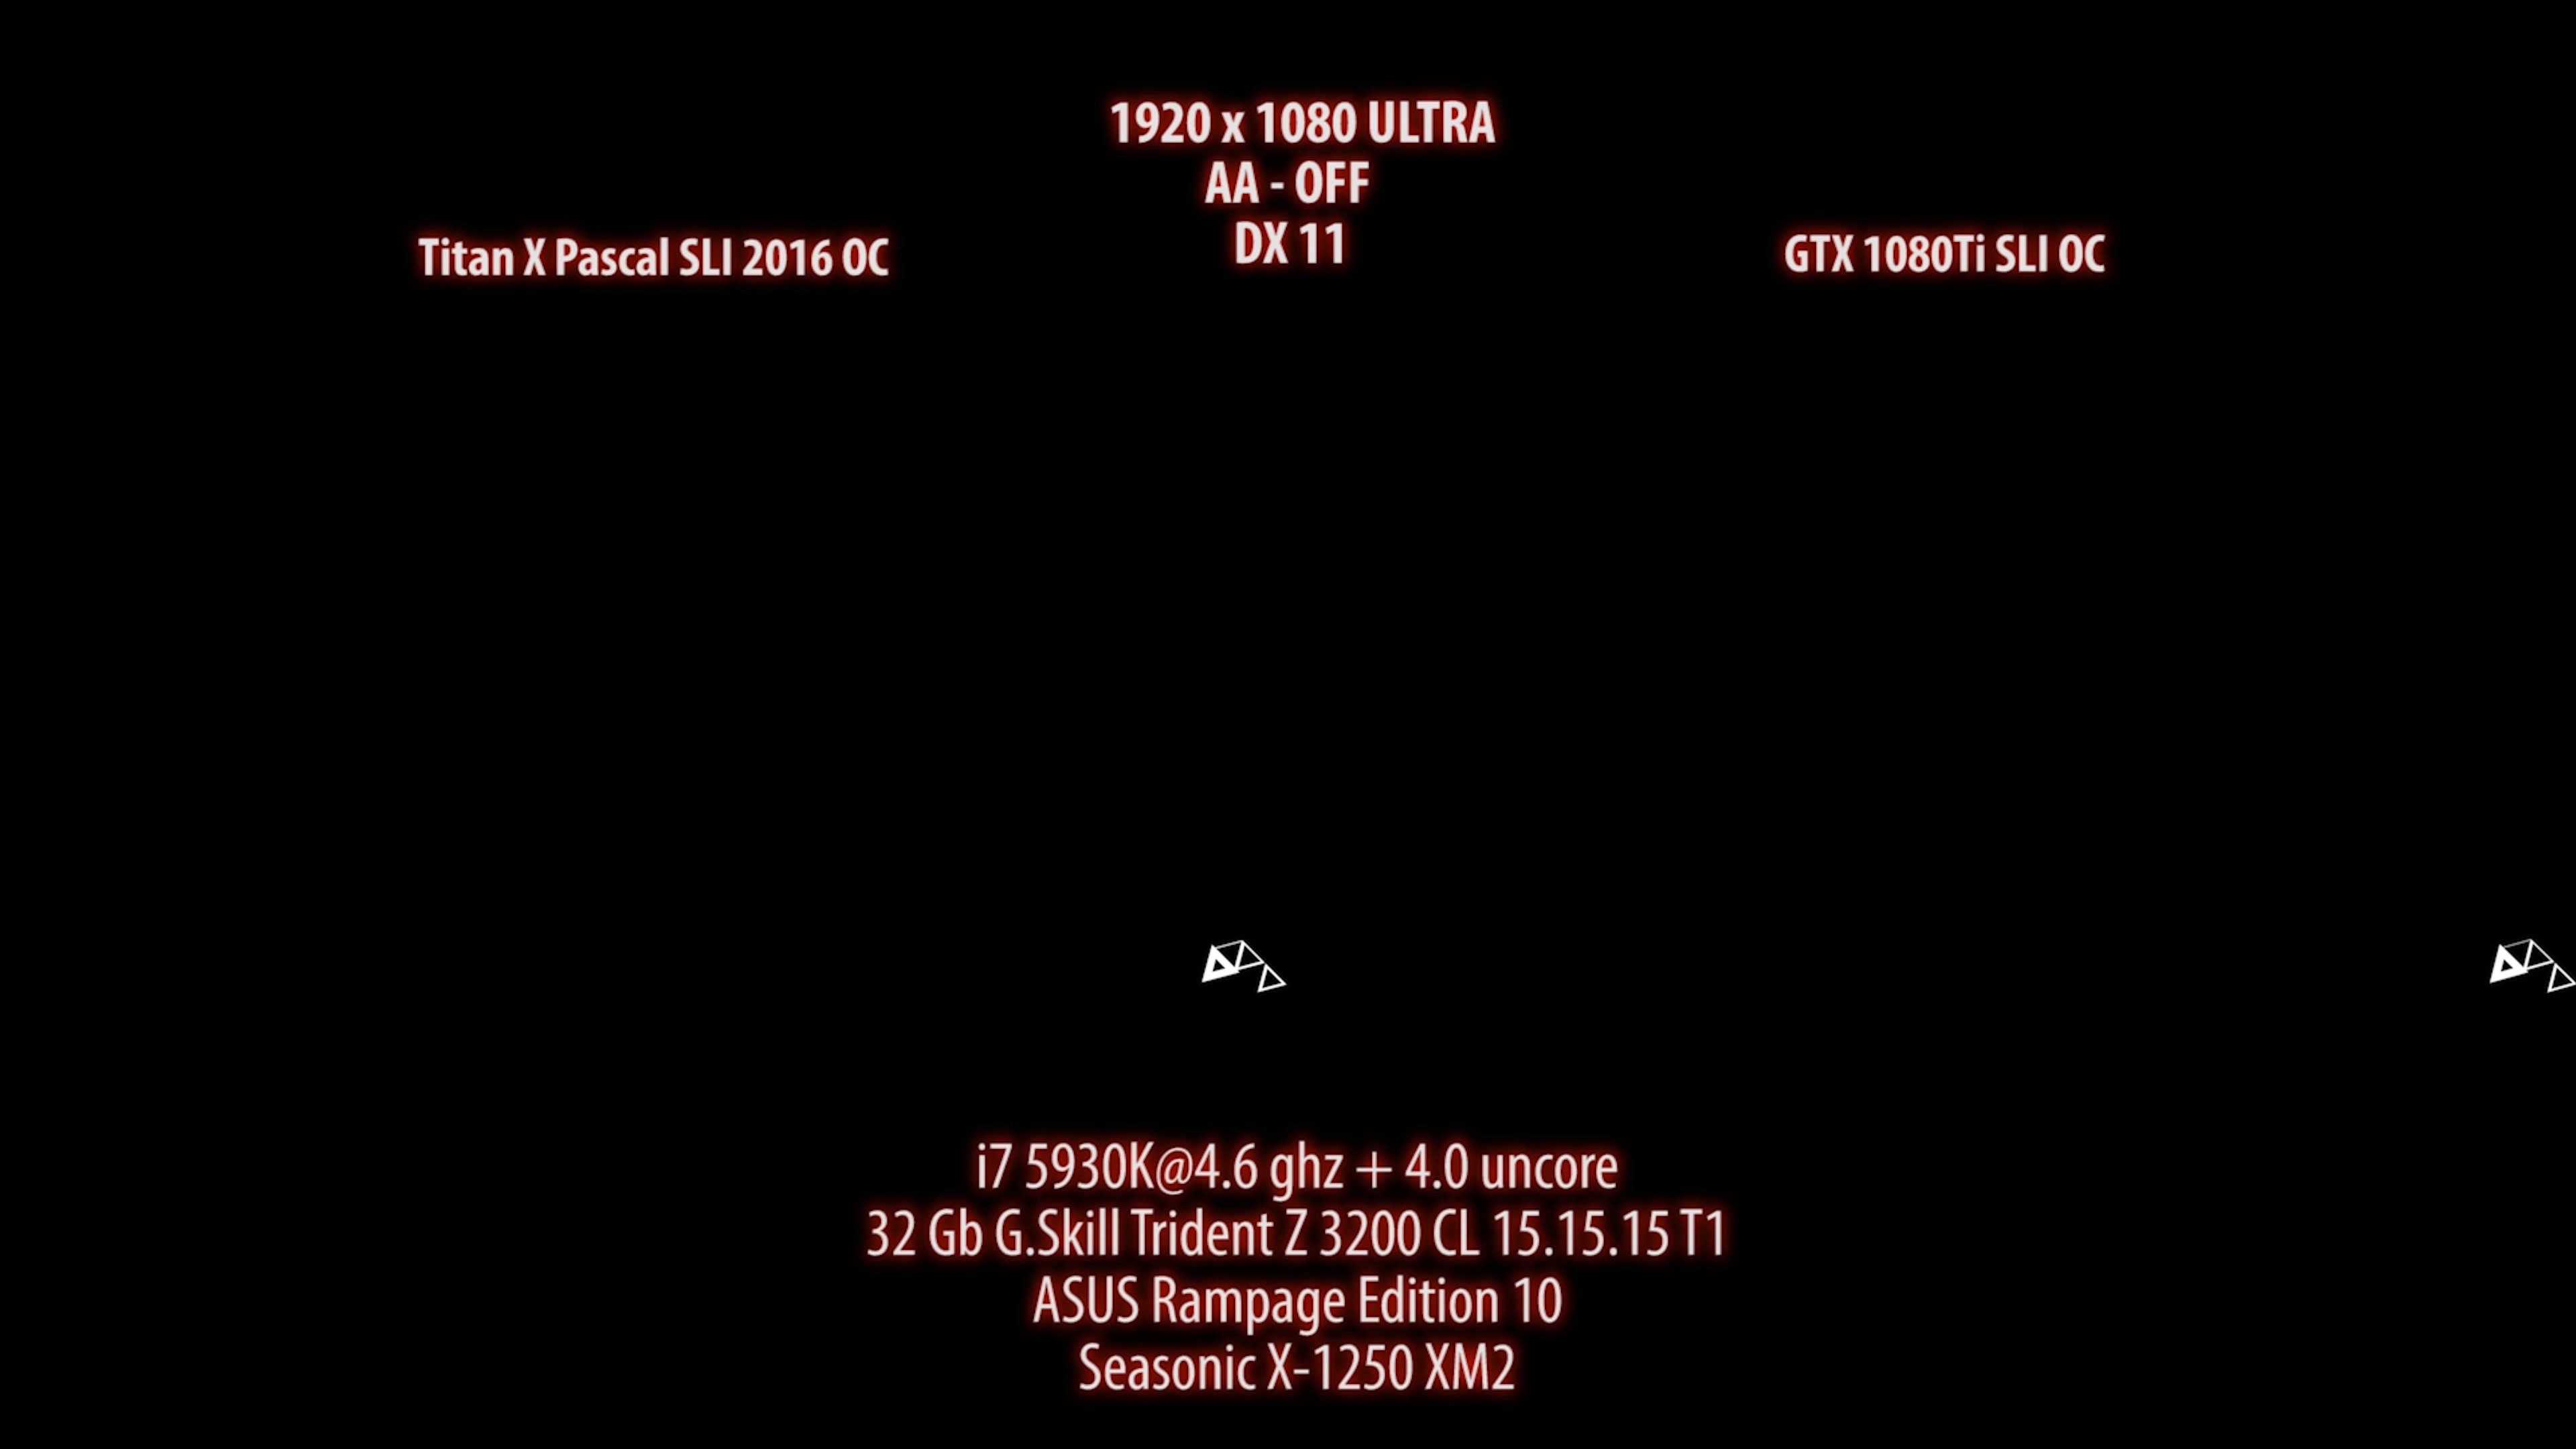 1920 x 1080 ULTRA
AA - OFF
DX 11
Titan X Pascal SLI 2016 OC
GTX 1080Ti SLI OC
i7 5930K@4.6 ghz + 4.0 uncore
32 Gb G.Skill Trident Z 3200 CL 15.15.15 T1
ASUS Rampage Edition 10
Seasonic X-1250 XM2